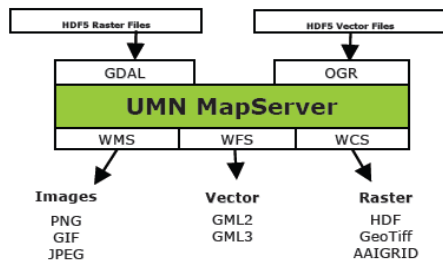 HDF5 Raster Files
HDF5 Vector Files
GDAL
OGR
UMN MapServer
WMS
WFS
WCS
Images
Vector
Raster
PNG
GML2
HDF
GIF
GML3
GeoTiff
JPEG
AAIGRID